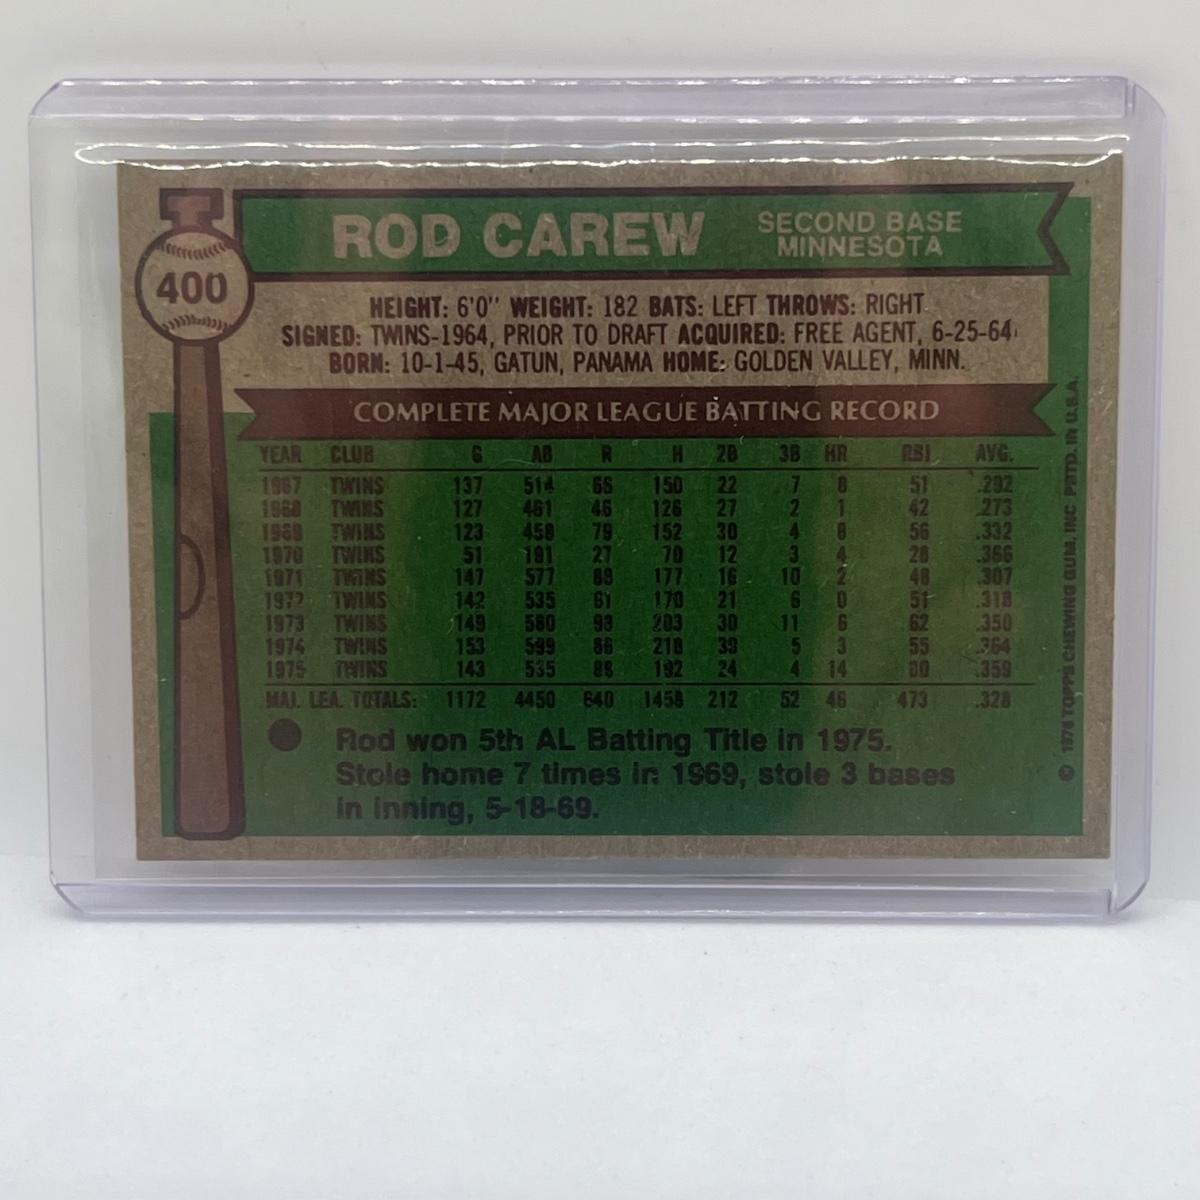 ROD CAREW
SECOND BASE
MINNESOTA
400
HEIGHT: 6'0" WEIGHT: 182 BATS: LEFT THROWS: RIGHT
SIGNED: TWINS-1964, PRIOR TO DRAFT ACQUIRED: FREE AGENT, 6-25-64
BORN: 10-1-45, GATUN, PANAMA HOME: GOLDEN VALLEY, MINN.
COMPLETE MAJOR LEAGUE BATTING RECORD
YEAR CLUB G AB R H 2B 3B HR RBI AVG.
1967 TWINS 137 514 66 150 22 7 8 51 .292
1968 TWINS 127 461 46 126 27 2 1 42 .273
1969 TWINS 123 458 79 152 30 4 8 56 .332
1970 TWINS 51 191 27 70 12 3 4 28 .366
1971 TWINS 147 577 88 177 16 10 2 48 .307
1972 TWINS 142 535 61 170 21 6 0 51 .318
1973 TWINS 149 580 98 203 30 11 6 62 .350
1974 TWINS 153 599 86 218 5 3 55 .364
1975 TWINS 143 535 192 24 4 14 .359
MAJ. LEA. TOTALS: 1172 4450 640 1458 212 52 46 473 .328
Rod won 5th AL Batting Title in 1975.
Stole home 7 times in 1969, stole 3 bases
in inning, 5-18-69.
© 1976 TOPPS CHEWING GUM, INC PRTD. IN U.S.A.